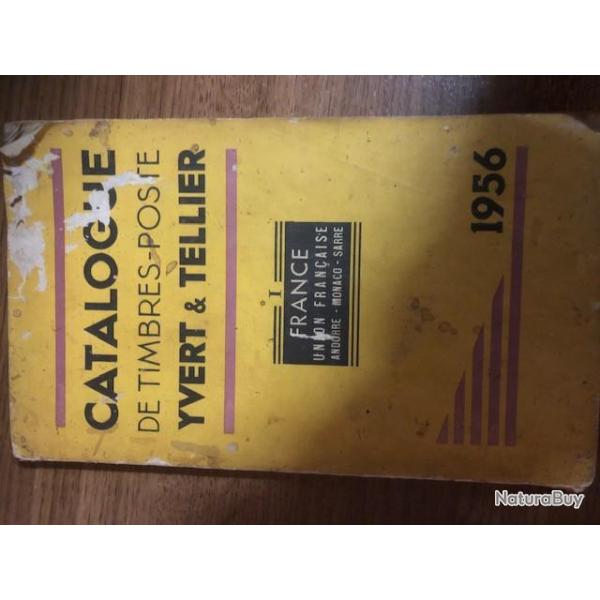 CATALOGUE
DE TIMBRES-POSTE
YVERT & TELLIER
I
FRANCE
UNION FRANÇAISE
ANDORRE - MONACO - SARRE
1956
NaturaBuy